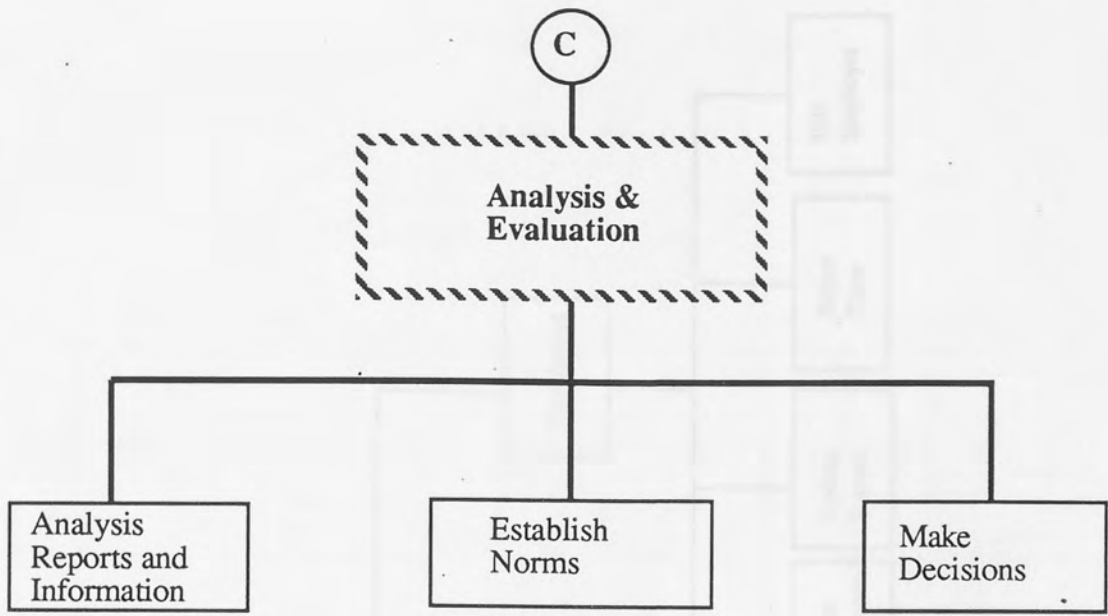 C
Analysis &
Evaluation
Analysis
Reports and
Information
Establish
Norms
Make
Decisions